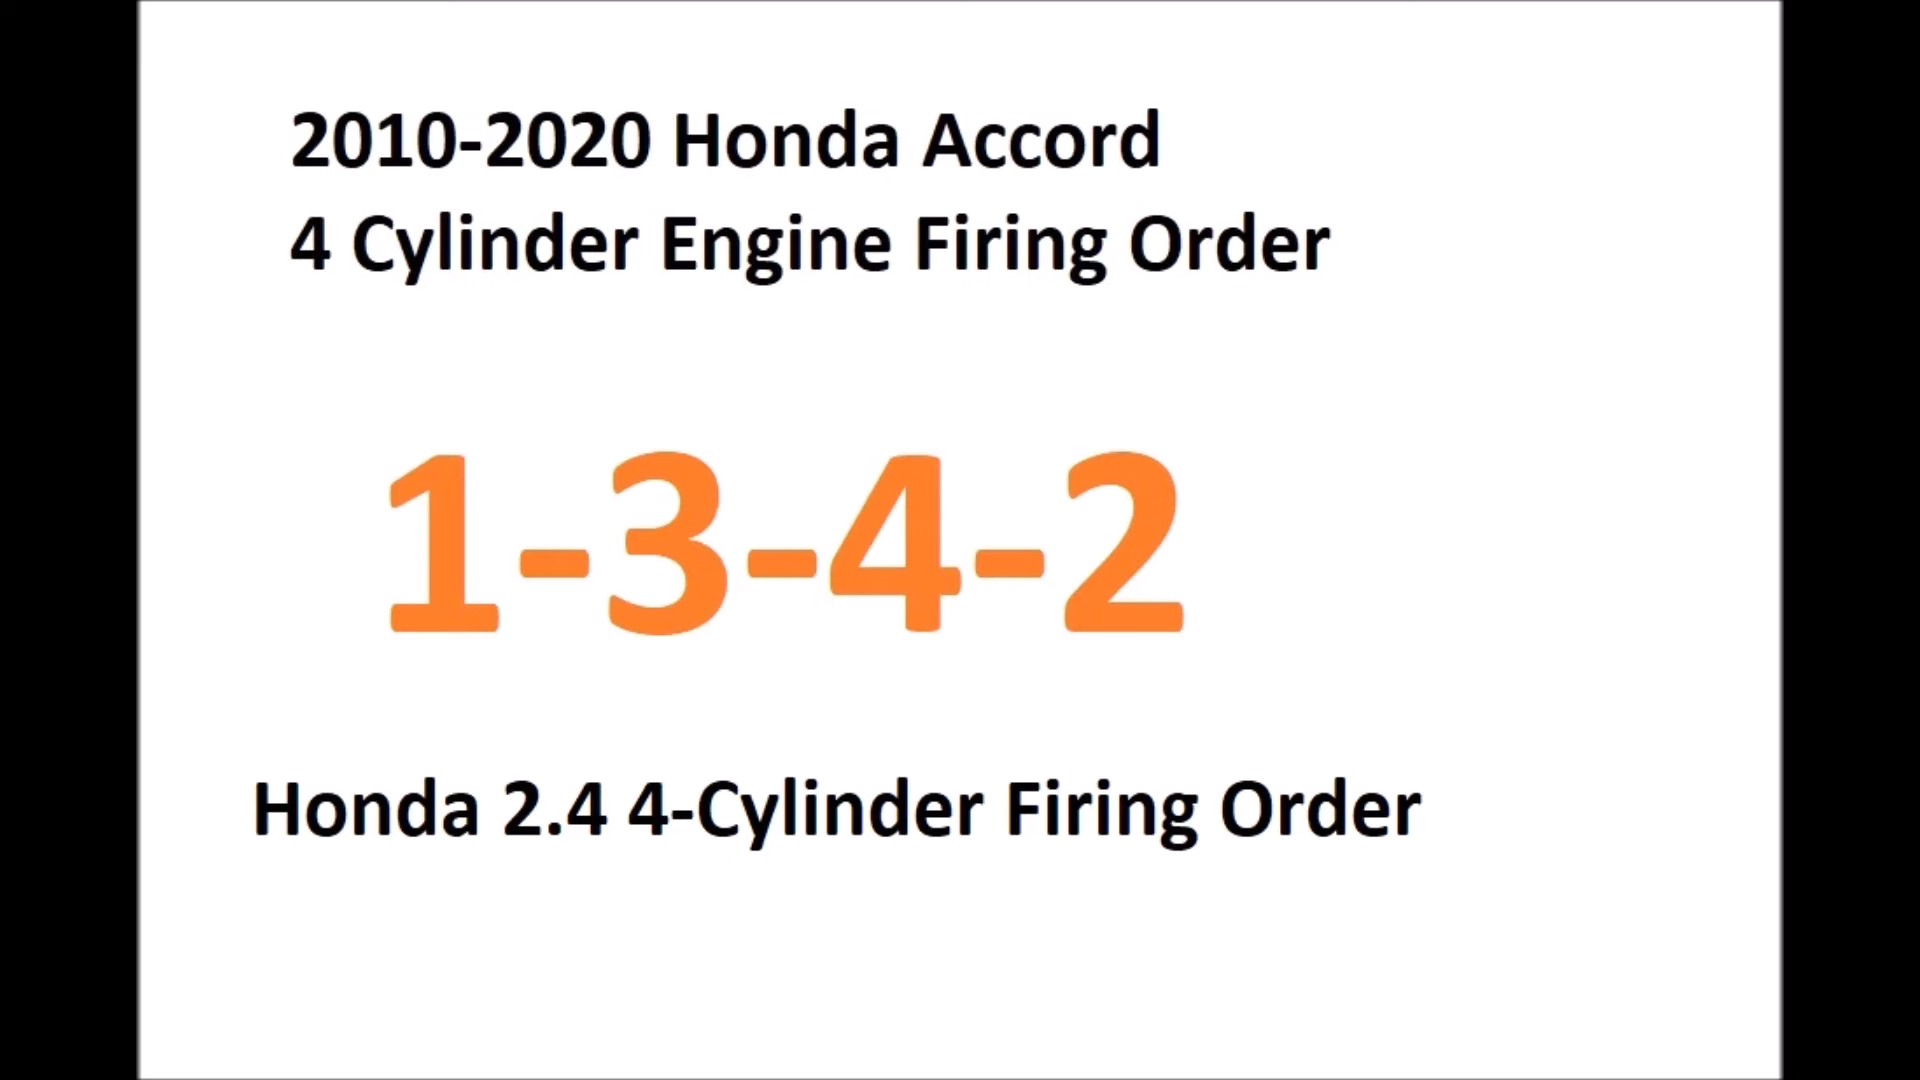 2010-2020 Honda Accord
4 Cylinder Engine Firing Order
1-3-4-2
Honda 2.4 4-Cylinder Firing Order